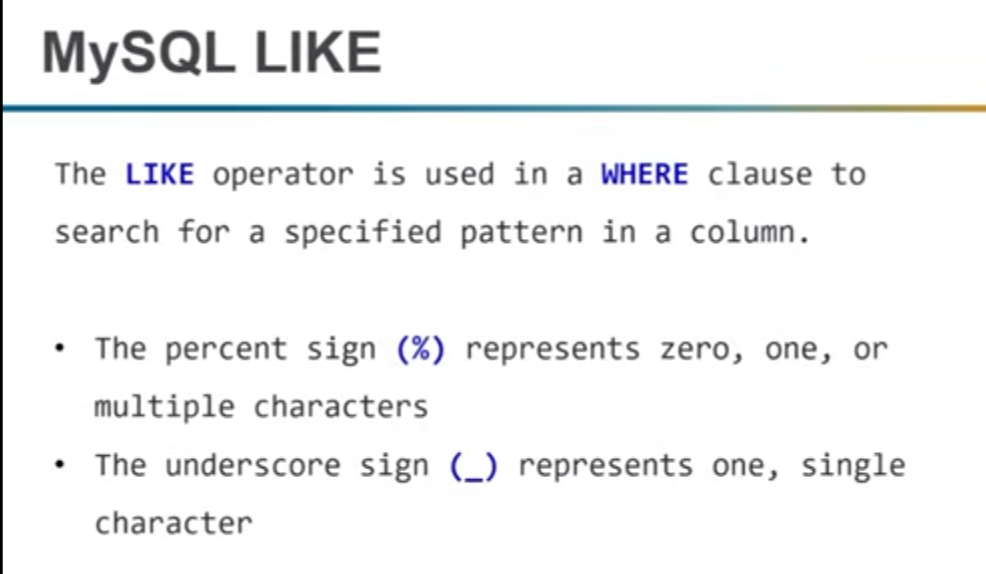 MySQL LIKE
The LIKE operator is used in a WHERE clause to
search for a specified pattern in a column.
• The percent sign (%) represents zero, one, or
multiple characters
• The underscore sign (_) represents one, single
character